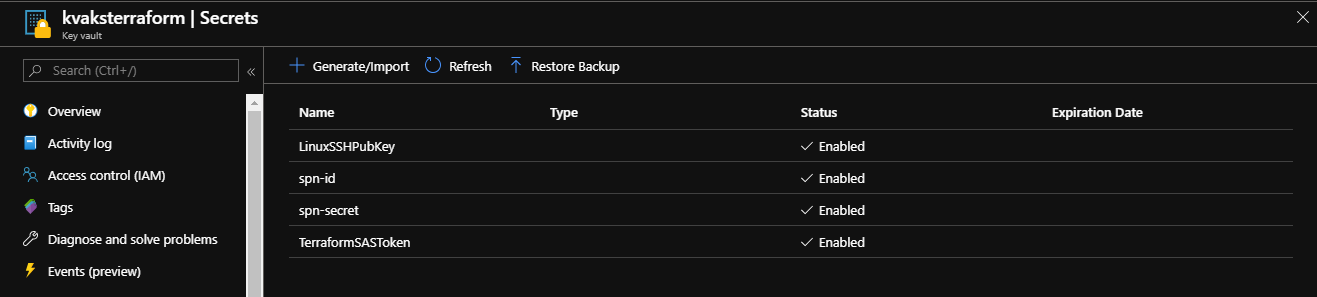 kvaksterraform | Secrets
Key vault
Search (Ctrl+/)
«
Overview
Activity log
Access control (IAM)
Tags
Diagnose and solve problems
Events (preview)
Generate/Import Refresh Restore Backup
Name Type Status Expiration Date
LinuxSSHPubKey Enabled
spn-id Enabled
spn-secret Enabled
TerraformSASToken Enabled